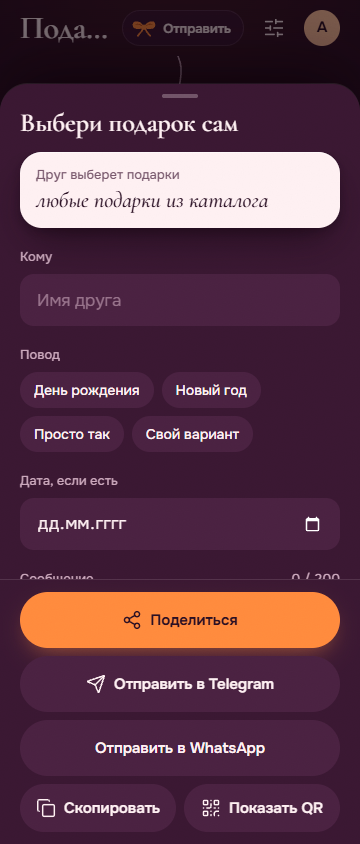 Пода...
Отправить
A
Выбери подарок сам
Друг выберет подарки
любые подарки из каталога
Кому
Имя друга
Повод
День рождения
Новый год
Просто так
Свой вариант
Дата, если есть
ДД.ММ.ГГГГ
Сообщение
0 / 200
Поделиться
Отправить в Telegram
Отправить в WhatsApp
Скопировать
Показать QR